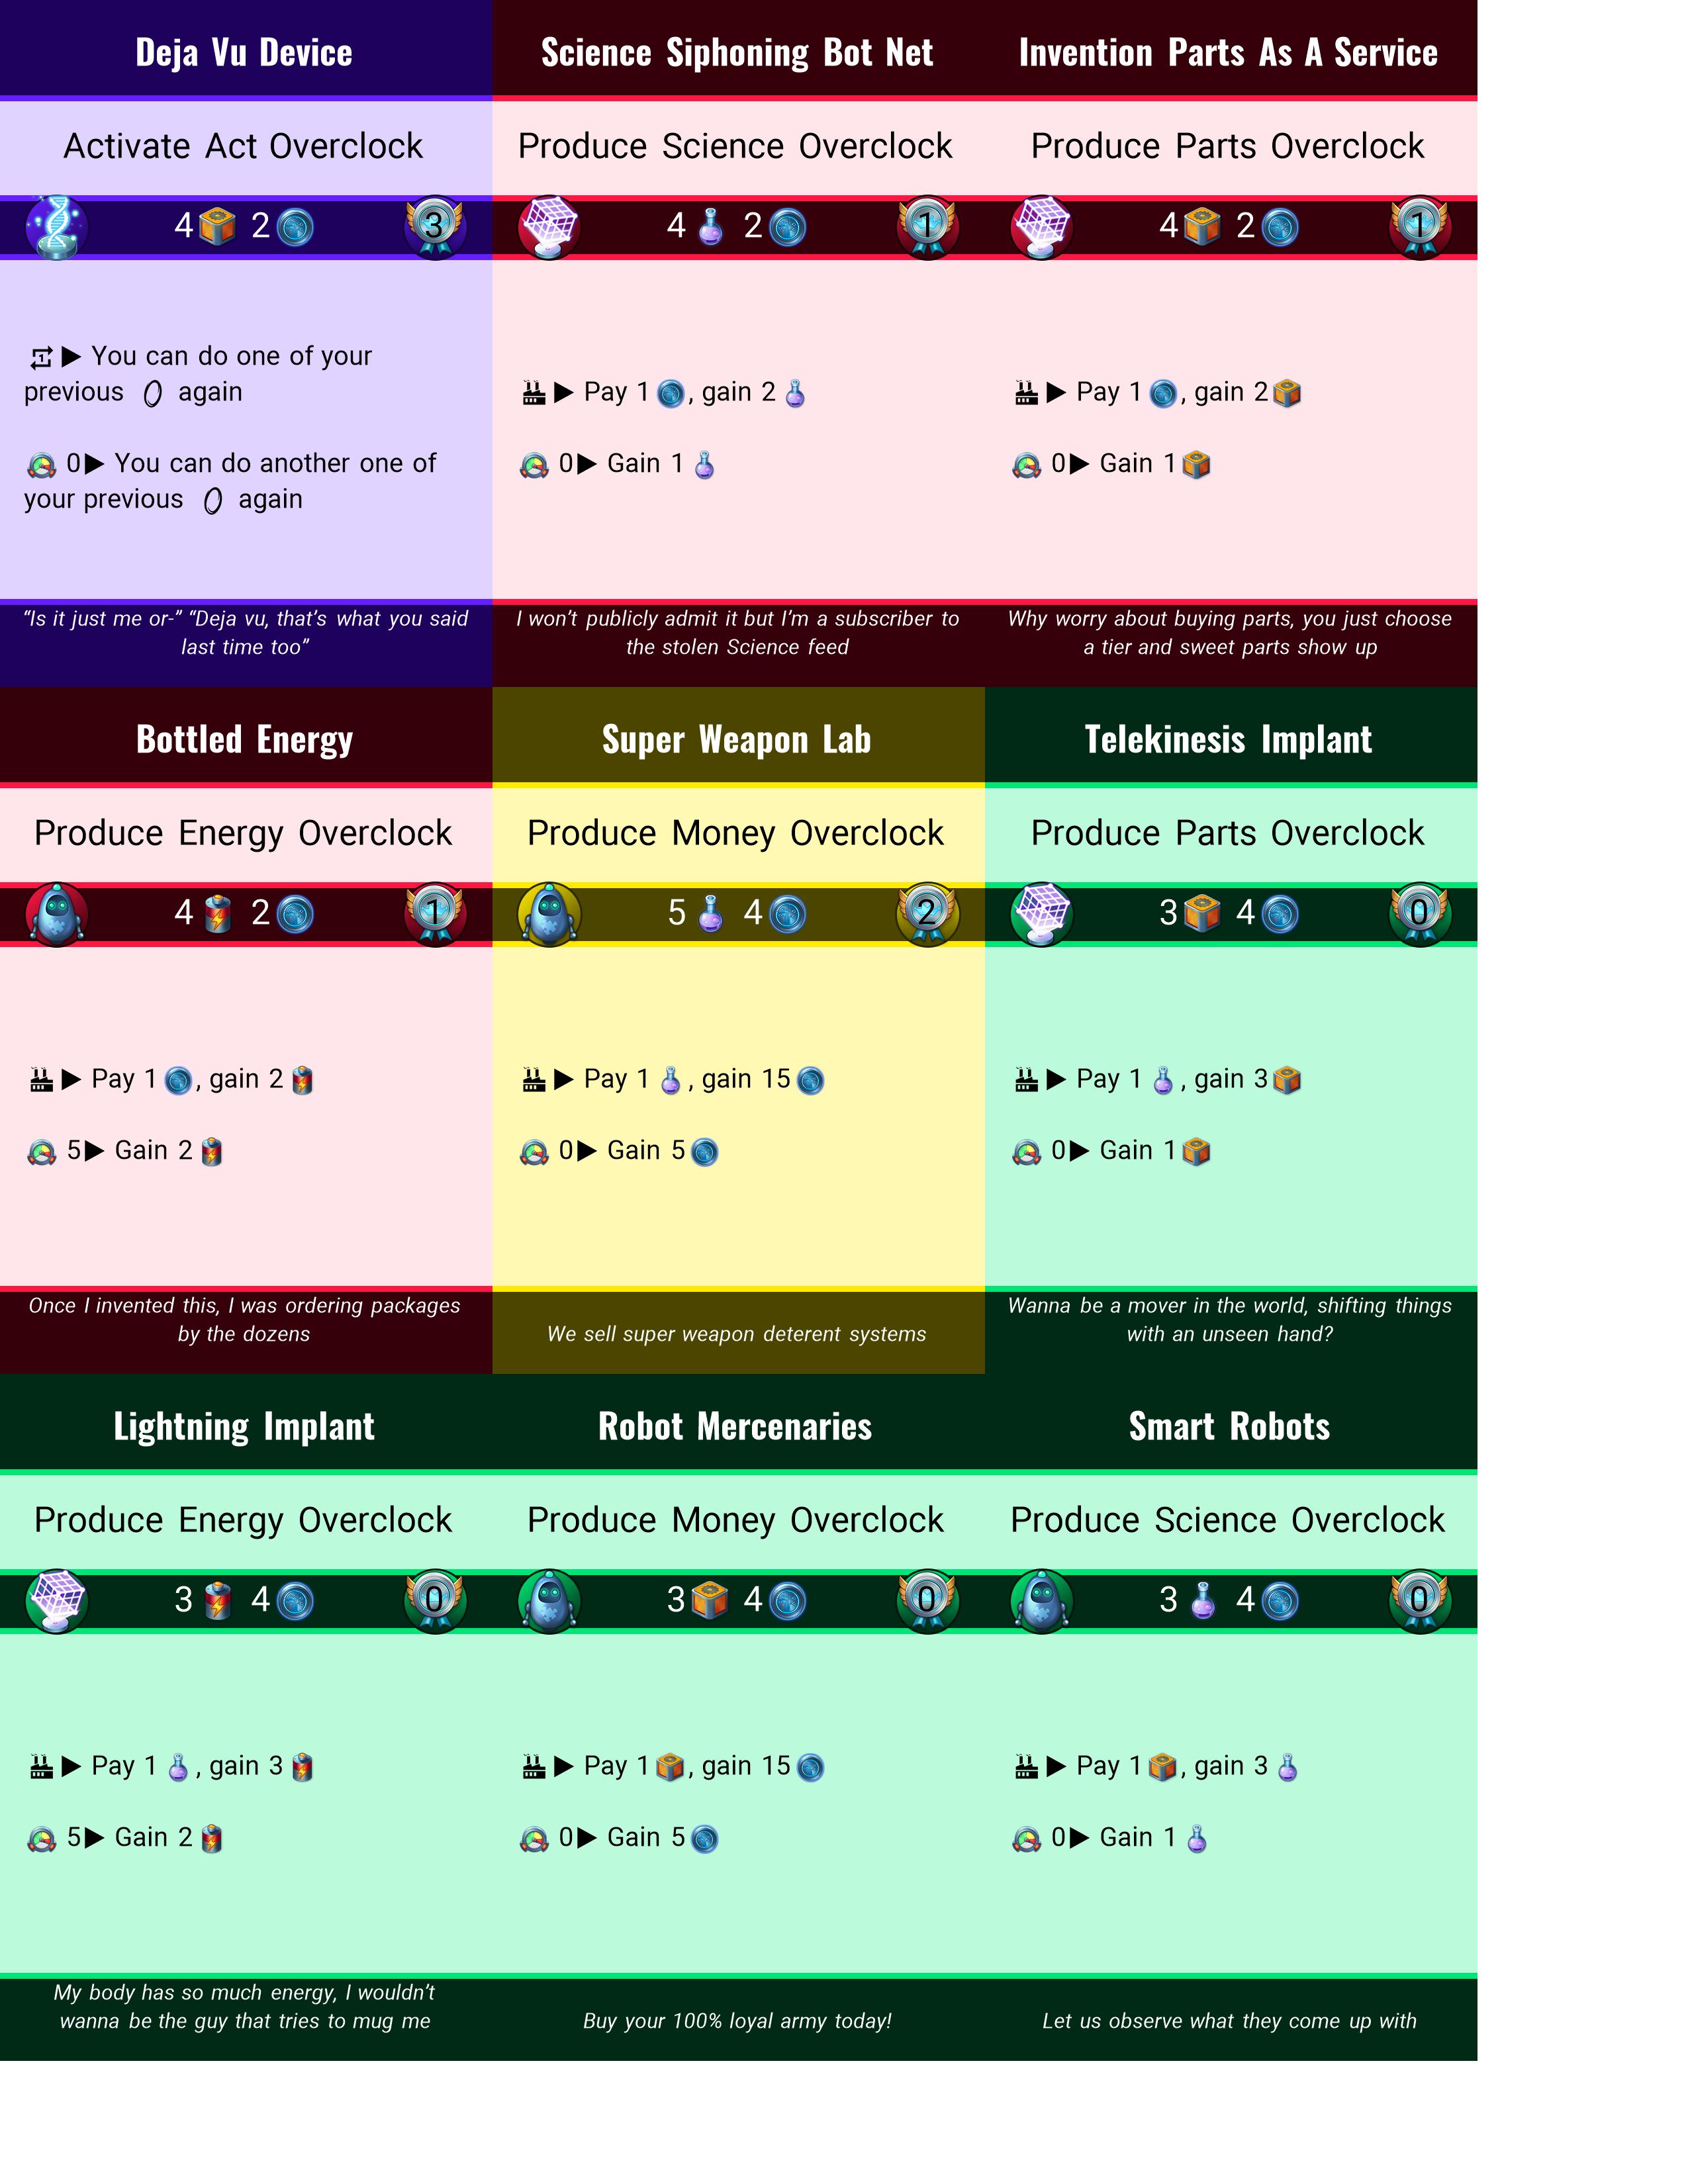 Deja Vu Device
Activate Act Overclock
4 2 3
1 You can do one of your
previous 0 again
0 You can do another one of
your previous 0 again
“Is it just me or-” “Deja vu, that’s what you said
last time too”
Science Siphoning Bot Net
Produce Science Overclock
4 2 1
Pay 1 , gain 2
0 Gain 1
I won’t publicly admit it but I’m a subscriber to
the stolen Science feed
Invention Parts As A Service
Produce Parts Overclock
4 2 1
Pay 1 , gain 2
0 Gain 1
Why worry about buying parts, you just choose
a tier and sweet parts show up
Bottled Energy
Produce Energy Overclock
4 2 1
Pay 1 , gain 2
5 Gain 2
Once I invented this, I was ordering packages
by the dozens
Super Weapon Lab
Produce Money Overclock
5 4 2
Pay 1 , gain 15
0 Gain 5
We sell super weapon deterent systems
Telekinesis Implant
Produce Parts Overclock
3 4 0
Pay 1 , gain 3
0 Gain 1
Wanna be a mover in the world, shifting things
with an unseen hand?
Lightning Implant
Produce Energy Overclock
3 4 0
Pay 1 , gain 3
5 Gain 2
My body has so much energy, I wouldn’t
wanna be the guy that tries to mug me
Robot Mercenaries
Produce Money Overclock
3 4 0
Pay 1 , gain 15
0 Gain 5
Buy your 100% loyal army today!
Smart Robots
Produce Science Overclock
3 4 0
Pay 1 , gain 3
0 Gain 1
Let us observe what they come up with